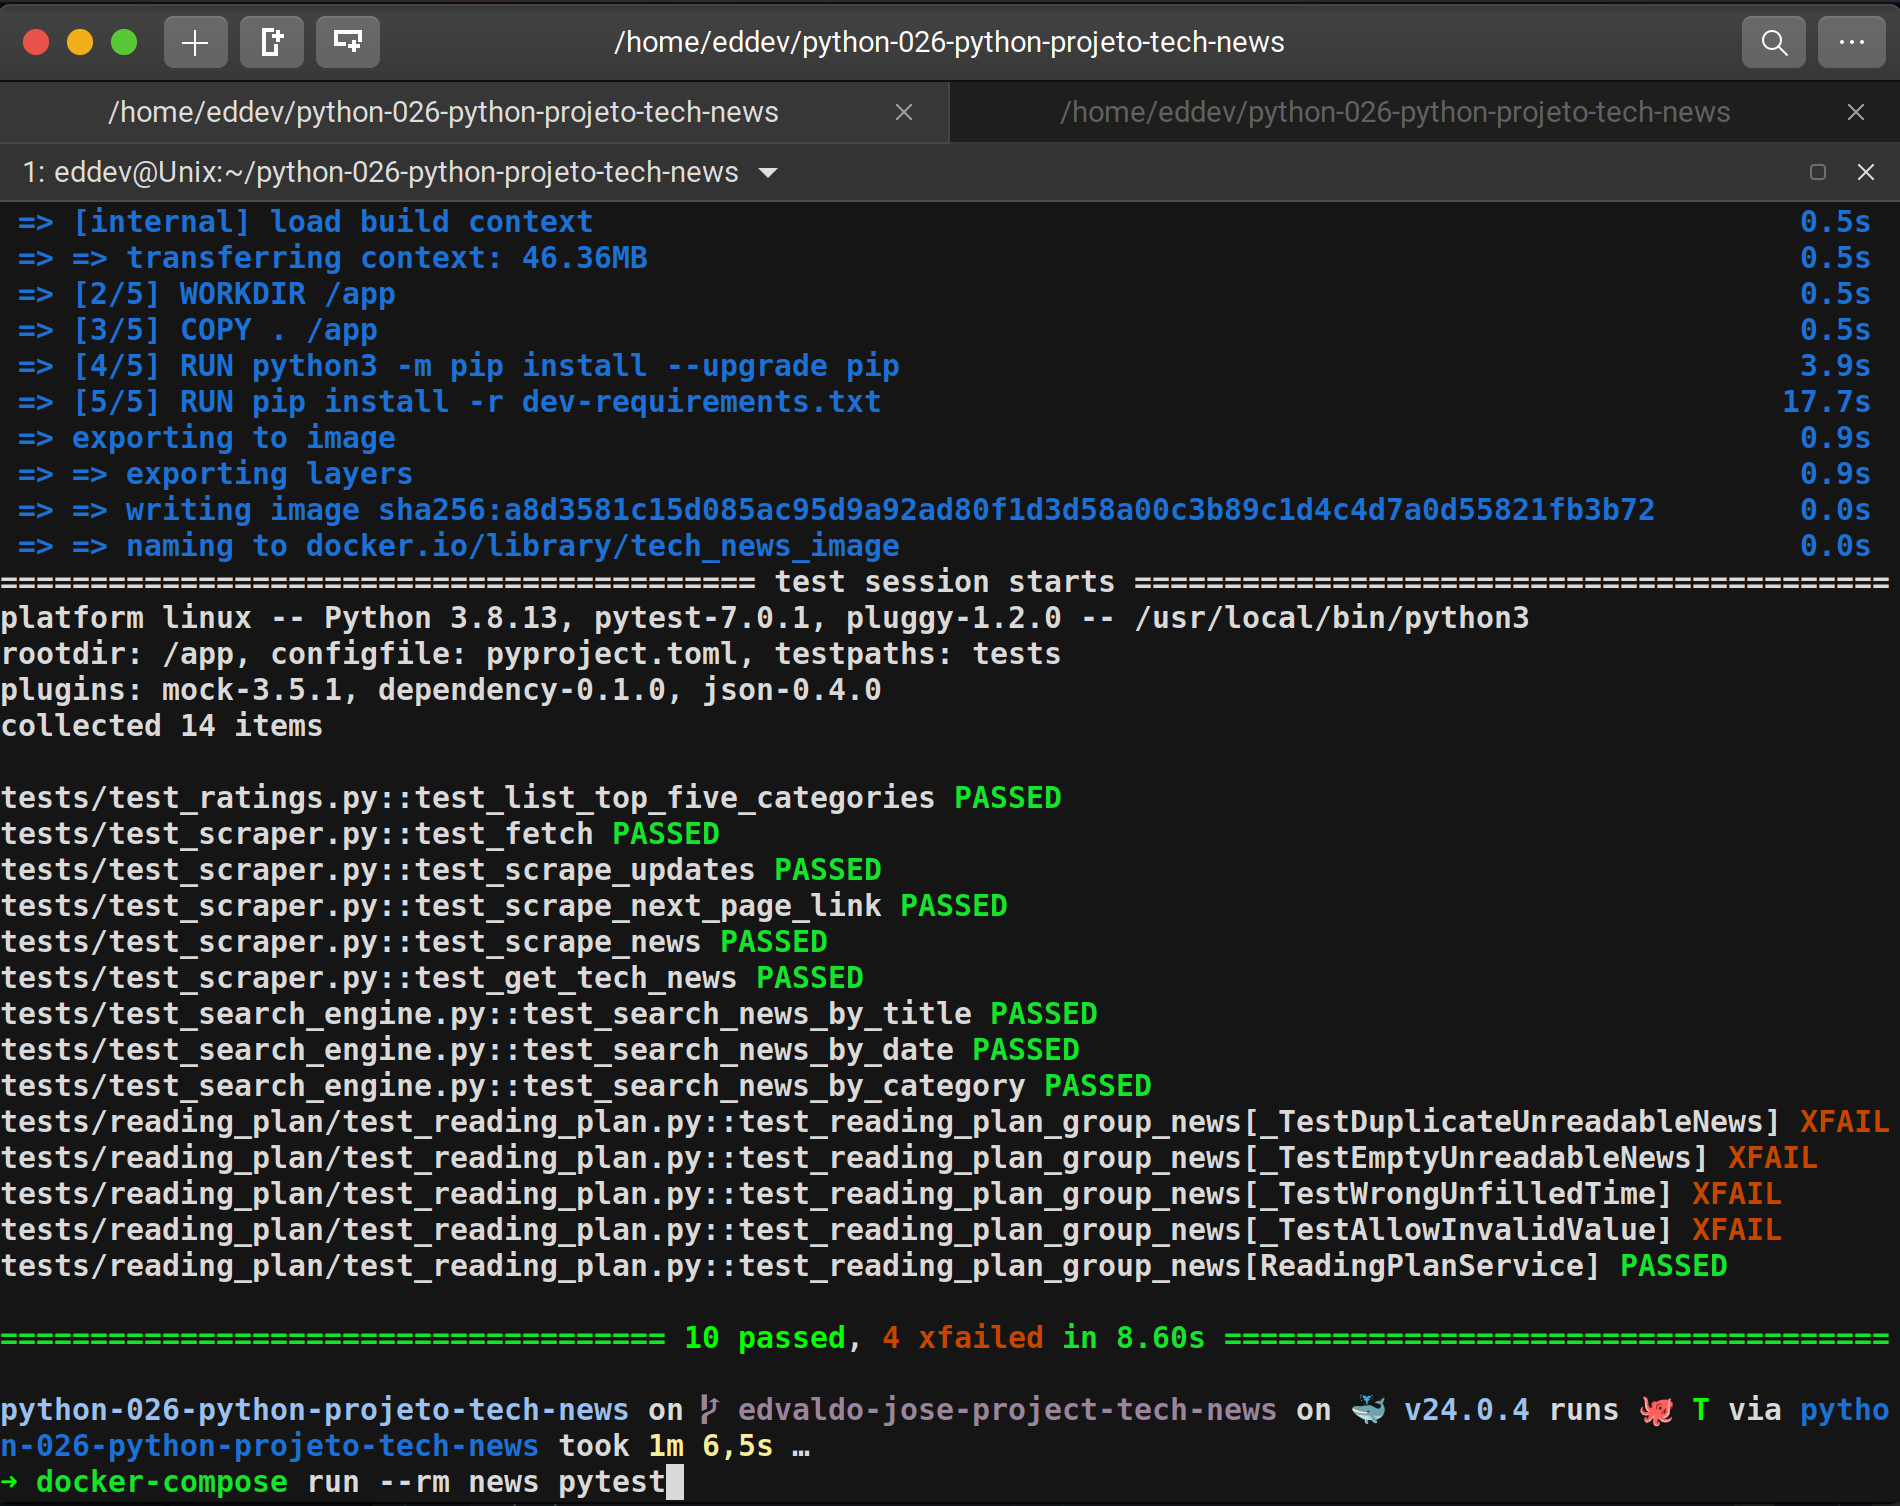 /home/eddev/python-026-python-projeto-tech-news
/home/eddev/python-026-python-projeto-tech-news
/home/eddev/python-026-python-projeto-tech-news
1: eddev@Unix:~/python-026-python-projeto-tech-news
=> [internal] load build context 0.5s
=> => transferring context: 46.36MB 0.5s
=> [2/5] WORKDIR /app 0.5s
=> [3/5] COPY . /app 0.5s
=> [4/5] RUN python3 -m pip install --upgrade pip 3.9s
=> [5/5] RUN pip install -r dev-requirements.txt 17.7s
=> exporting to image 0.9s
=> => exporting layers 0.9s
=> => writing image sha256:a8d3581c15d085ac95d9a92ad80f1d3d58a00c3b89c1d4c4d7a0d55821fb3b72 0.0s
=> => naming to docker.io/library/tech_news_image 0.0s
========================================== test session starts ==========================================
platform linux -- Python 3.8.13, pytest-7.0.1, pluggy-1.2.0 -- /usr/local/bin/python3
rootdir: /app, configfile: pyproject.toml, testpaths: tests
plugins: mock-3.5.1, dependency-0.1.0, json-0.4.0
collected 14 items
tests/test_ratings.py::test_list_top_five_categories PASSED
tests/test_scraper.py::test_fetch PASSED
tests/test_scraper.py::test_scrape_updates PASSED
tests/test_scraper.py::test_scrape_next_page_link PASSED
tests/test_scraper.py::test_scrape_news PASSED
tests/test_scraper.py::test_get_tech_news PASSED
tests/test_search_engine.py::test_search_news_by_title PASSED
tests/test_search_engine.py::test_search_news_by_date PASSED
tests/test_search_engine.py::test_search_news_by_category PASSED
tests/reading_plan/test_reading_plan.py::test_reading_plan_group_news[_TestDuplicateUnreadableNews] XFAIL
tests/reading_plan/test_reading_plan.py::test_reading_plan_group_news[_TestEmptyUnreadableNews] XFAIL
tests/reading_plan/test_reading_plan.py::test_reading_plan_group_news[_TestWrongUnfilledTime] XFAIL
tests/reading_plan/test_reading_plan.py::test_reading_plan_group_news[_TestAllowInvalidValue] XFAIL
tests/reading_plan/test_reading_plan.py::test_reading_plan_group_news[ReadingPlanService] PASSED
===================================== 10 passed, 4 xfailed in 8.60s =====================================
python-026-python-projeto-tech-news on edvaldo-jose-project-tech-news on 🐳 v24.0.4 runs 🐙 T via pytho
n-026-python-projeto-tech-news took 1m 6,5s …
➜ docker-compose run --rm news pytest